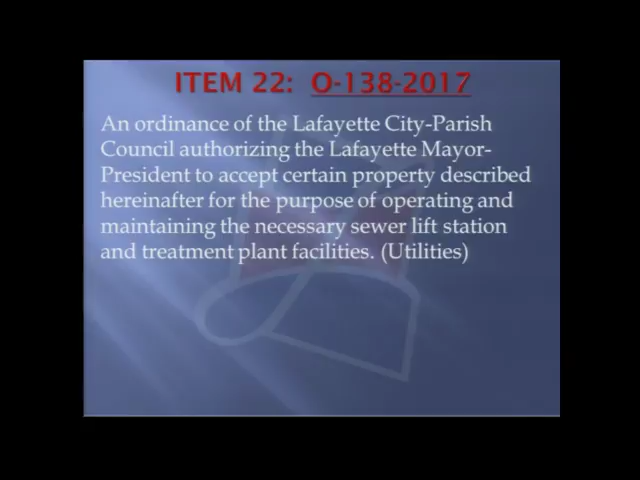 ITEM 22: O-138-2017
An ordinance of the Lafayette City-Parish
Council authorizing the Lafayette Mayor-
President to accept certain property described
hereinafter for the purpose of operating and
maintaining the necessary sewer lift station
and treatment plant facilities. (Utilities)